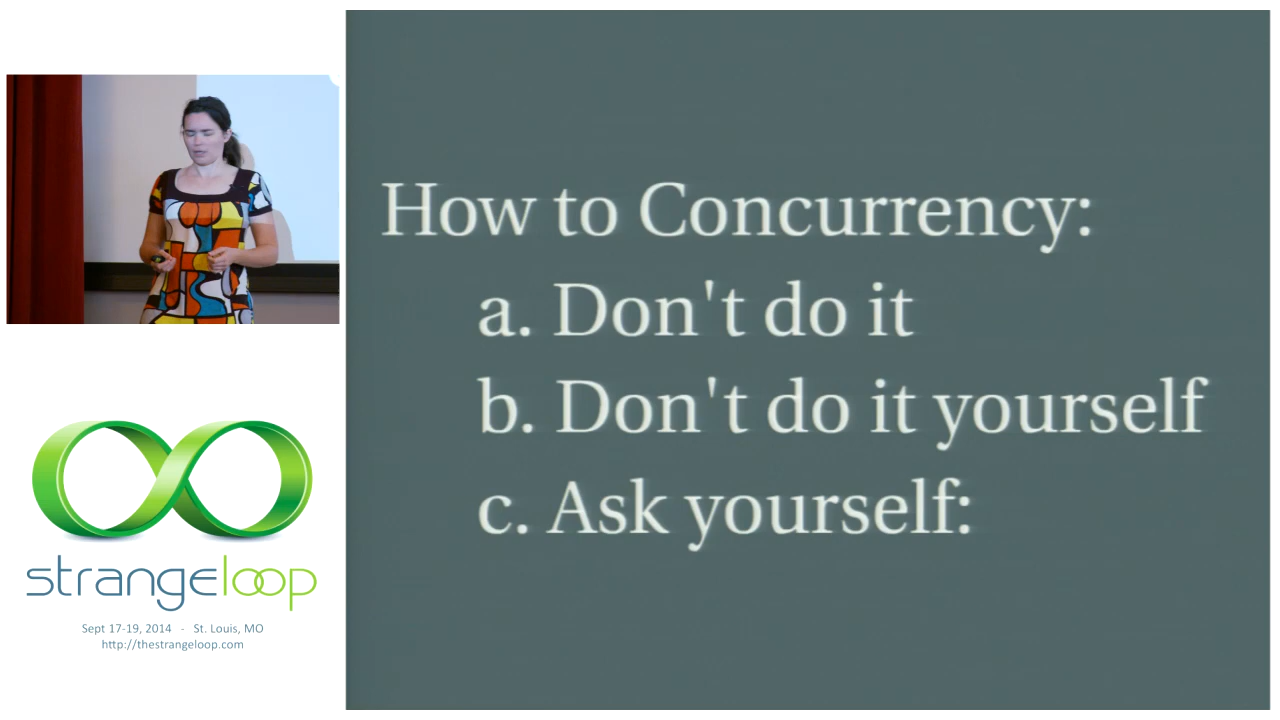 How to Concurrency:
a. Don't do it
b. Don't do it yourself
c. Ask yourself:
strangeloop
Sept 17-19, 2014 - St. Louis, MO
http://thestrangeloop.com